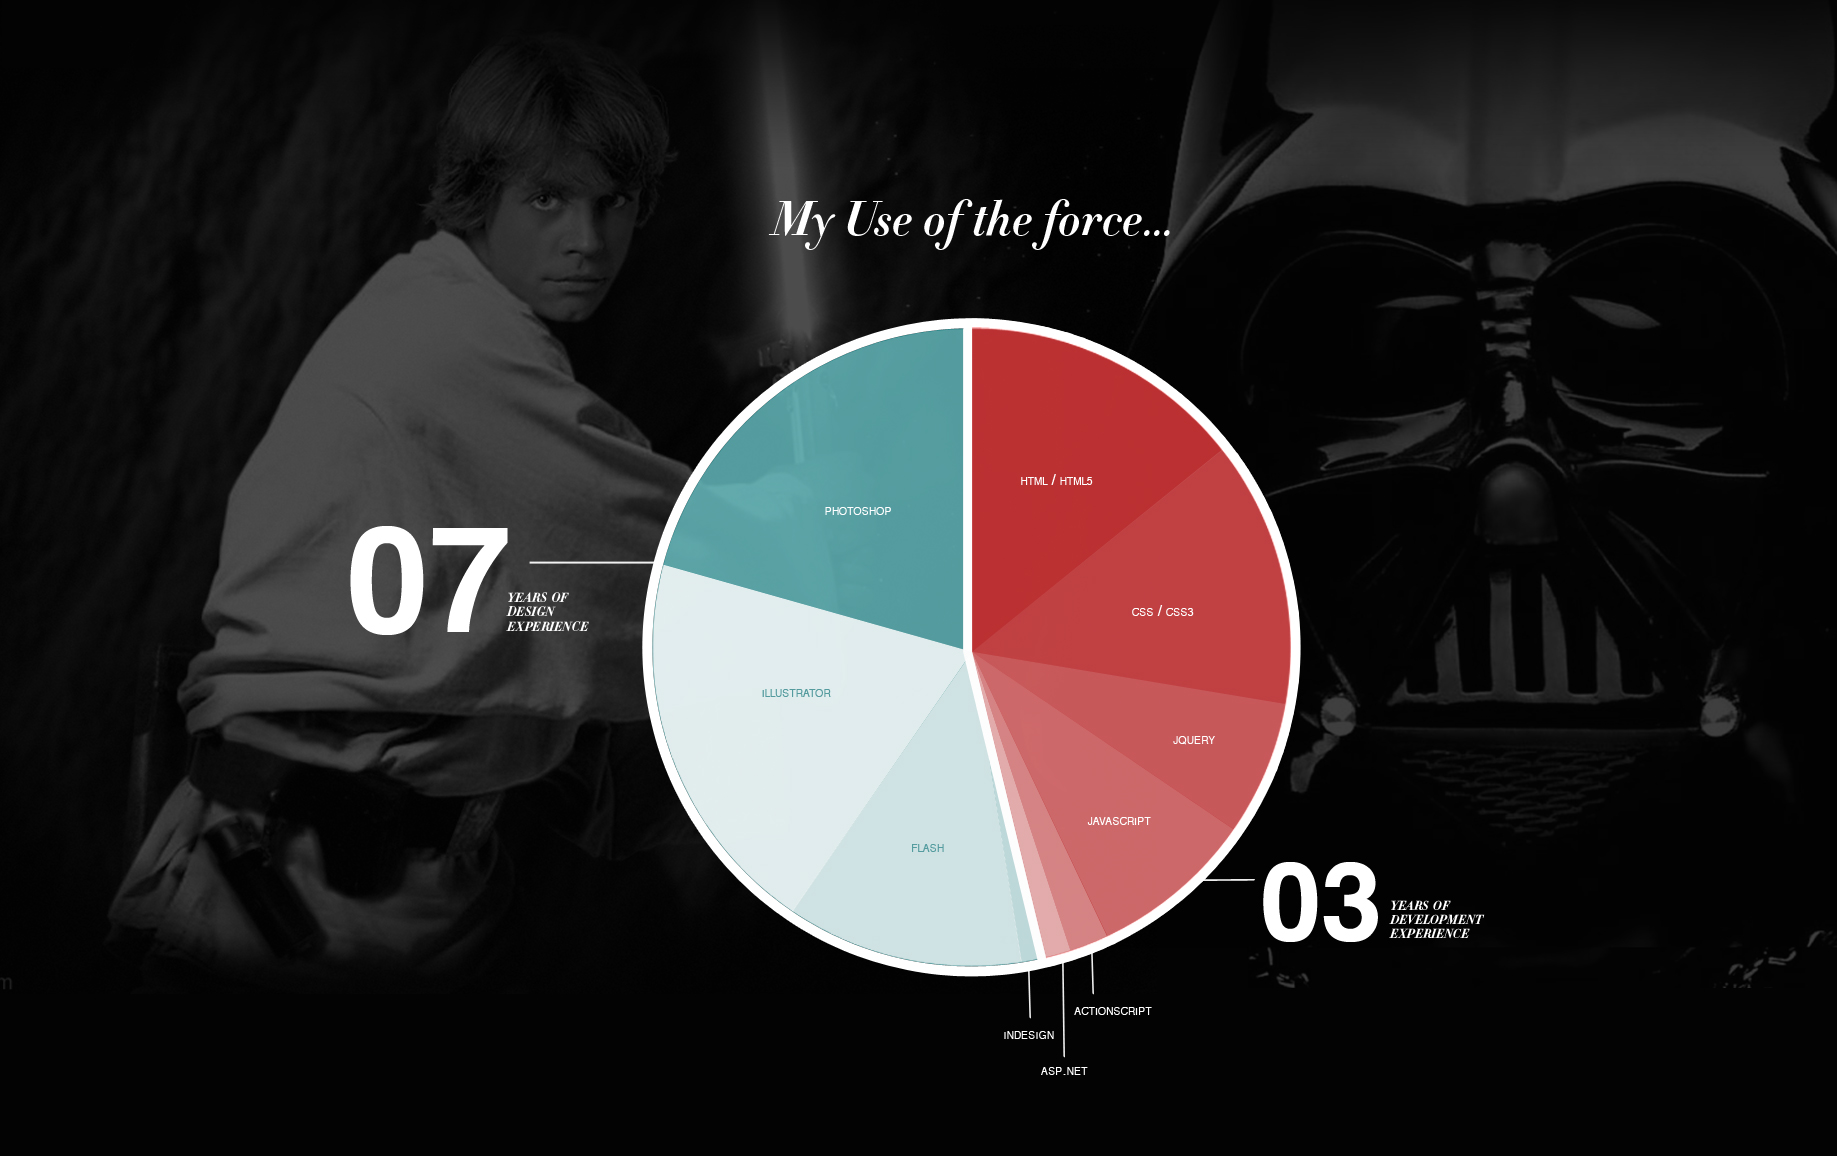 My Use of the force...
HTML / HTML5
PHOTOSHOP
CSS / CSS3
07
YEARS OF
DESIGN
EXPERIENCE
iLLUSTRATOR
JQUERY
JAVASCRiPT
FLASH
03
YEARS OF
DEVELOPMENT
EXPERIENCE
m
ACTiONSCRiPT
iNDESiGN
ASP.NET